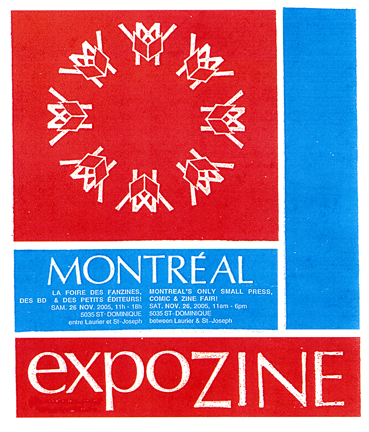 MONTRÉAL
LA FOIRE DES FANZINES,
DES BD & DES PETITS ÉDITEURS!
SAM. 26 NOV. 2005, 11h - 18h
5035 ST-DOMINIQUE
entre Laurier et St-Joseph
MONTREAL'S ONLY SMALL PRESS,
COMIC & ZINE FAIR!
SAT. NOV. 26, 2005, 11am - 6pm
5035 ST-DOMINIQUE
between Laurier & St-Joseph
expoZINE